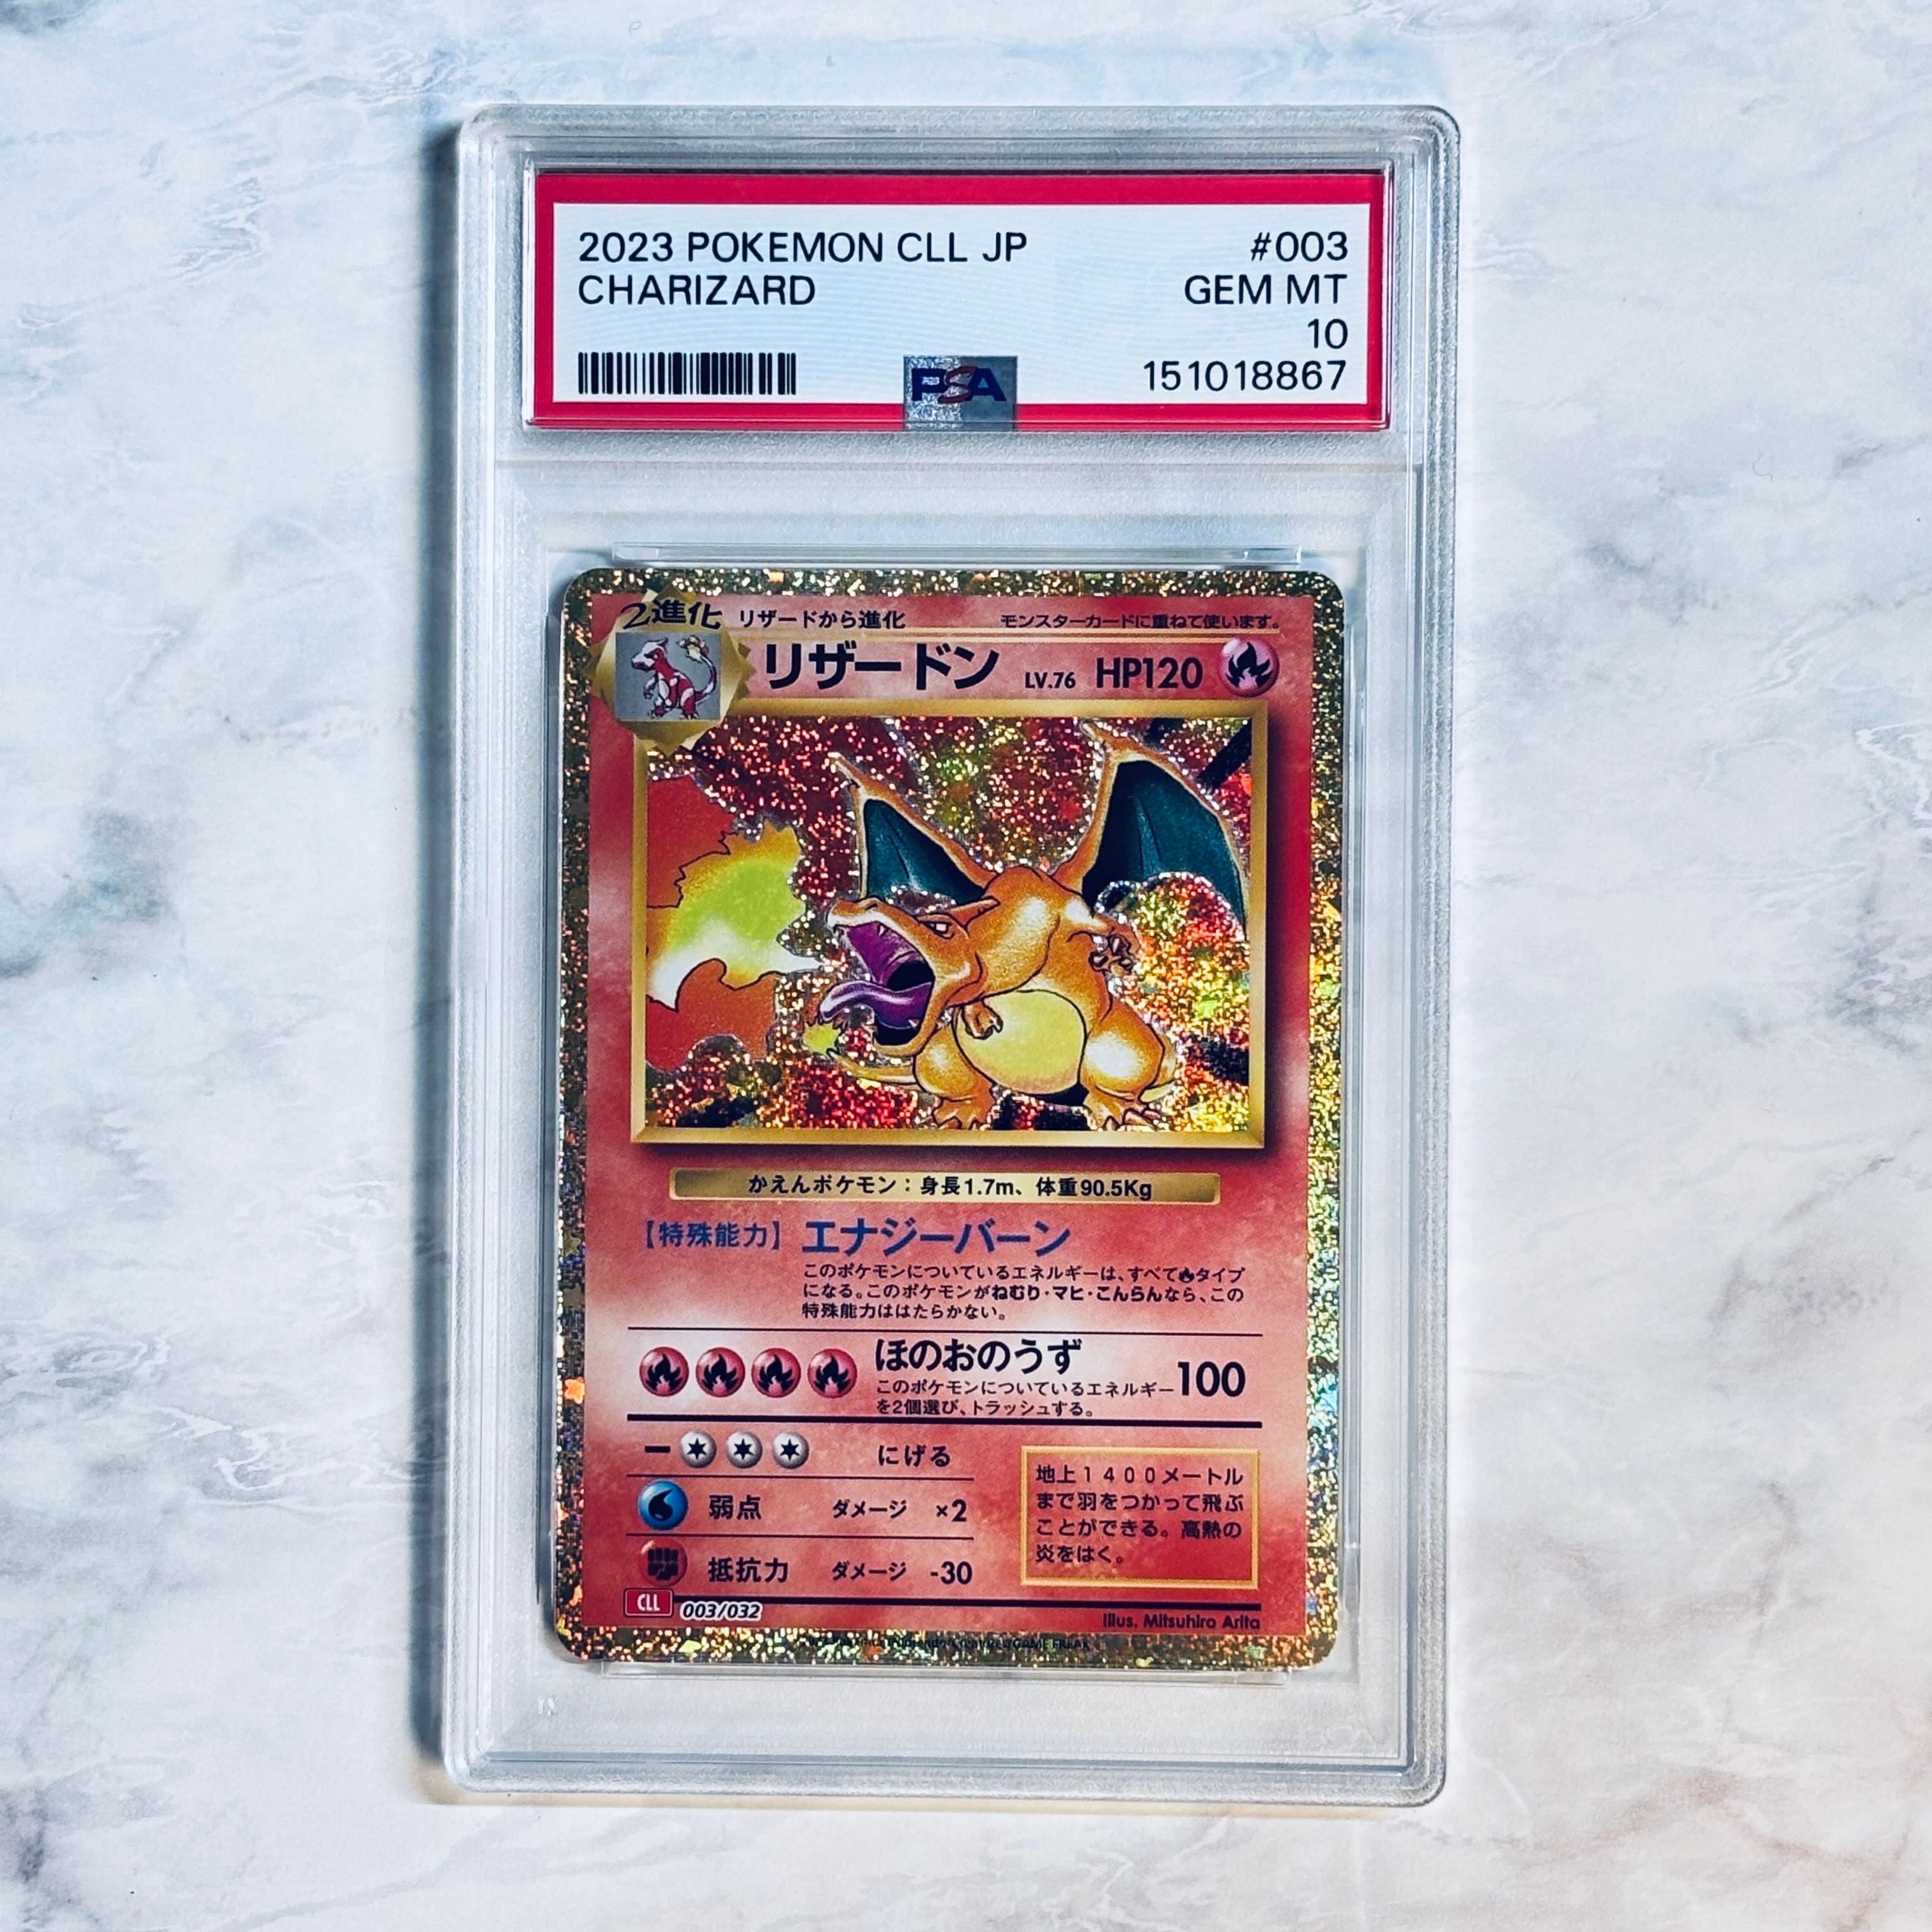 2023 POKEMON CLL JP #003
CHARIZARD GEM MT
10
PSA 151018867
2進化 リザードから進化 モンスターカードに重ねて使います。
リザードン LV.76 HP120
かえんポケモン:身長1.7m、体重90.5Kg
【特殊能力】 エナジーバーン
このポケモンについているエネルギーは、すべてタイプ
になる。このポケモンがねむり・マヒ・こんらんなら、この
特殊能力ははたらかない。
ほのおのうず 100
このポケモンについているエネルギー
を2個選び、トラッシュする。
にげる
弱点 ダメージ ×2
抵抗力 ダメージ -30
地上1400メートル
まで羽をつかって飛ぶ
ことができる。高熱の
炎をはく。
CLL 003/032 Illus. Mitsuhiro Arita
GAME FREAK